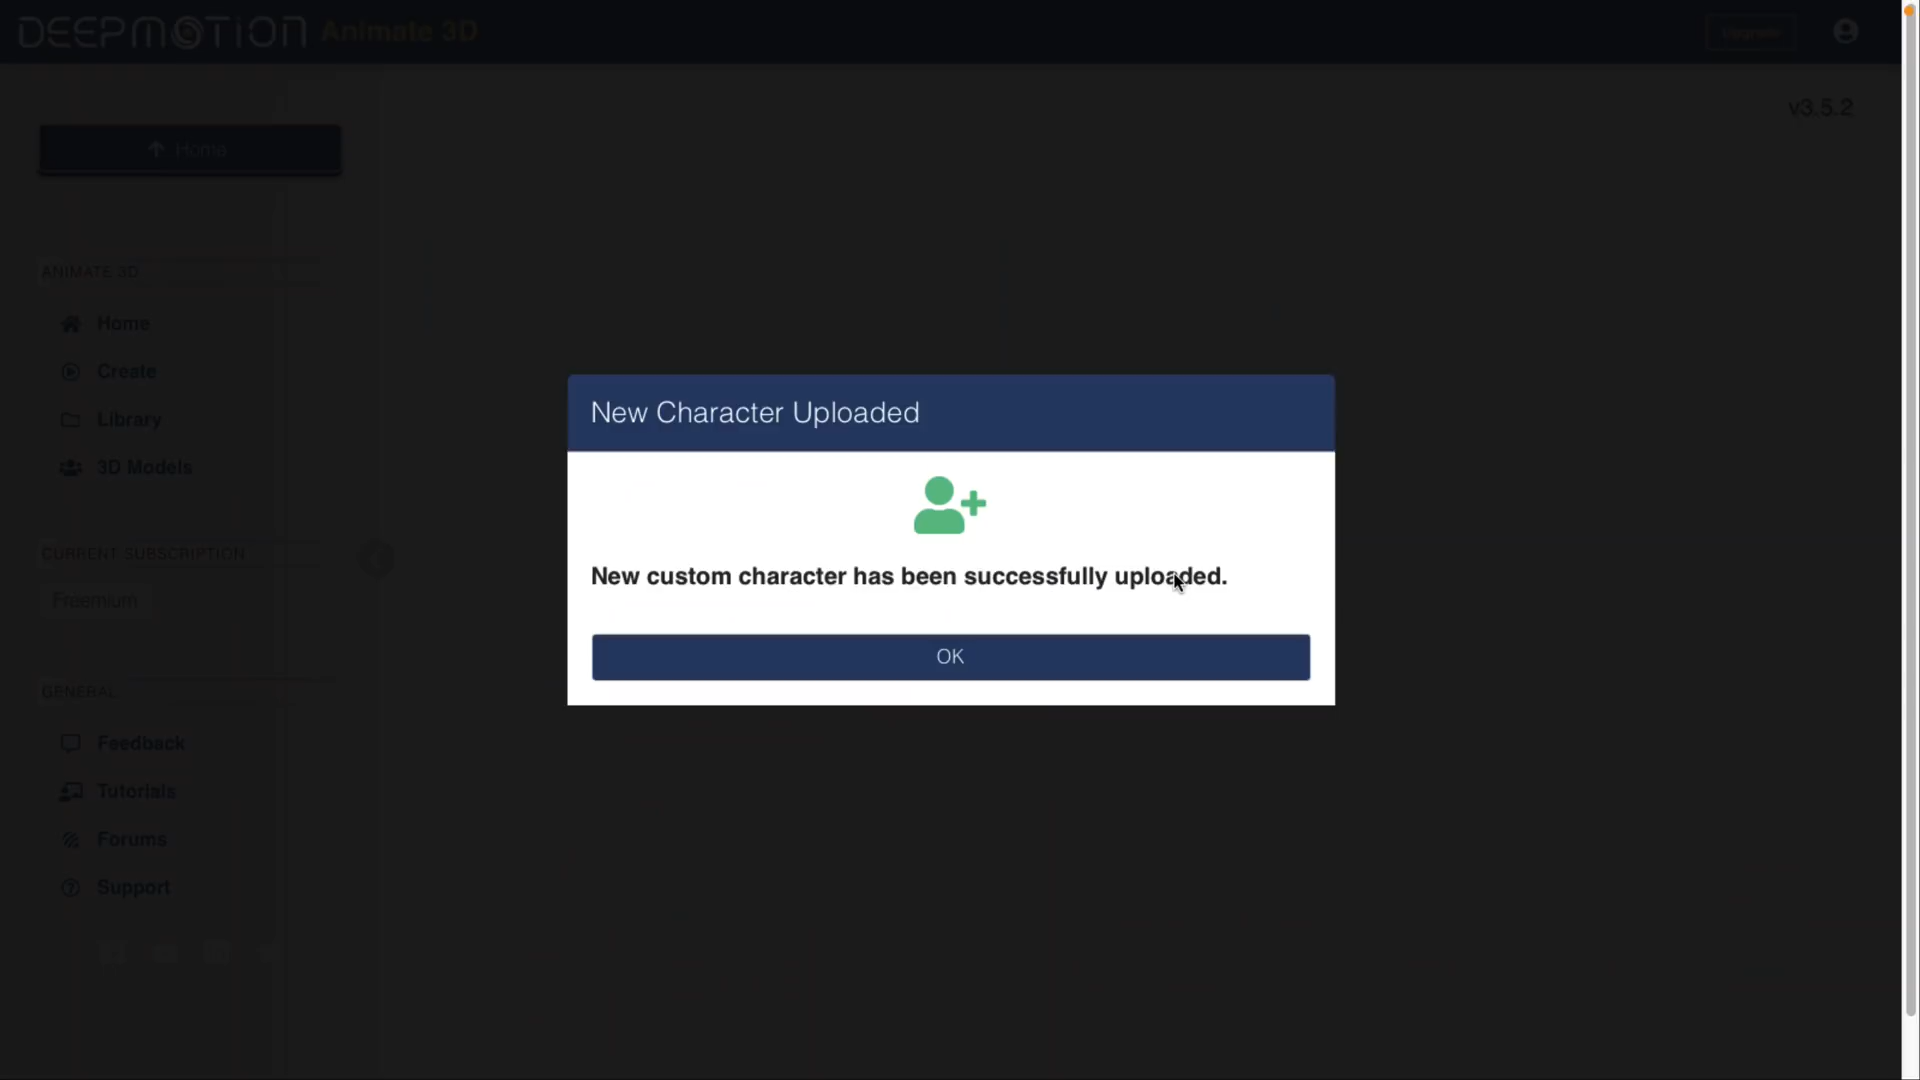 DEEPMOTION Animate 3D
Upgrade
v3.5.2
Home
ANIMATE 3D
Home
Create
Library
3D Models
CURRENT SUBSCRIPTION
Freemium
GENERAL
Feedback
Tutorials
Forums
Support
New Character Uploaded
New custom character has been successfully uploaded.
OK